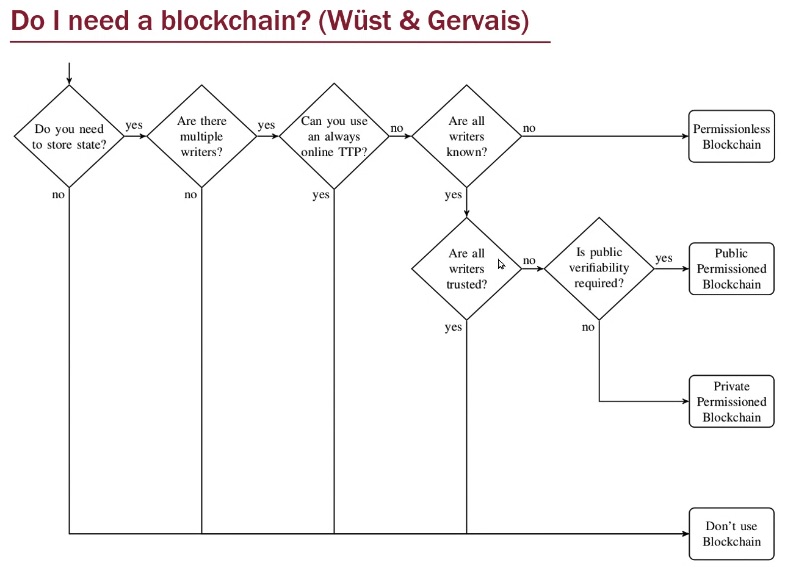 Do I need a blockchain? (Wüst & Gervais)
Do you need
to store state?
yes
no
Are there
multiple
writers?
yes
no
Can you use
an always
online TTP?
no
yes
Are all
writers
known?
no
yes
Permissionless
Blockchain
Are all
writers
trusted?
no
yes
Is public
verifiability
required?
yes
no
Public
Permissioned
Blockchain
Private
Permissioned
Blockchain
Don't use
Blockchain